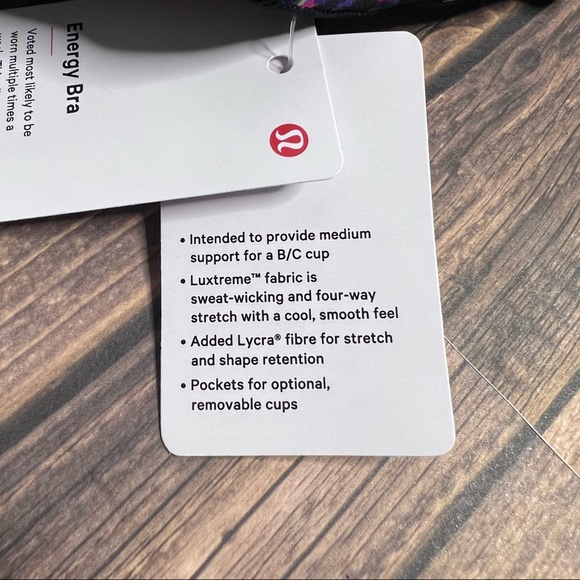 Energy Bra
Voted most likely to be
worn multiple times a
• Intended to provide medium
support for a B/C cup
• Luxtreme™ fabric is
sweat-wicking and four-way
stretch with a cool, smooth feel
• Added Lycra® fibre for stretch
and shape retention
• Pockets for optional,
removable cups